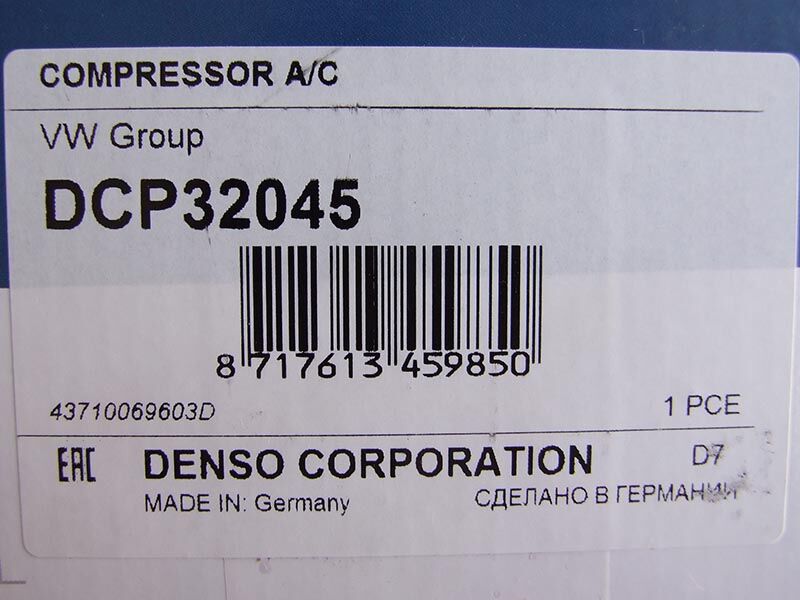 COMPRESSOR A/C
VW Group
DCP32045
8 717613 459850
43710069603D
1 PCE
EAC DENSO CORPORATION D7
MADE IN: Germany СДЕЛАНО В ГЕРМАНИИ